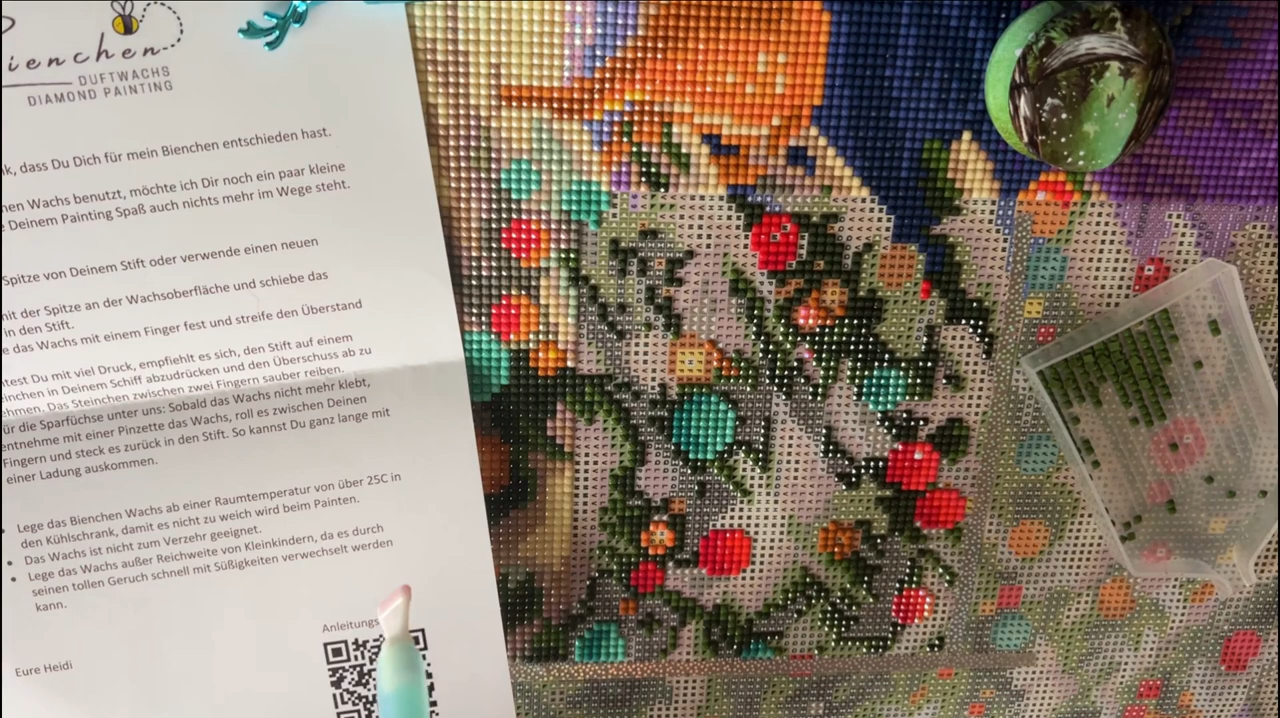 ienchen
DUFTWACHS
DIAMOND PAINTING
dass Du Dich für mein Bienchen entschieden hast.
Wachs benutzt, möchte ich Dir noch ein paar kleine
Deinem Painting Spaß auch nichts mehr im Wege steht.
Spitze von Deinem Stift oder verwende einen neuen
mit der Spitze an der Wachsoberfläche und schiebe das
in den Stift.
das Wachs mit einem Finger fest und streife den Überstand
Du mit viel Druck, empfiehlt es sich, den Stift auf einem
in Deinem Schiff abzudrücken und den Überschuss ab zu
Das Steinchen zwischen zwei Fingern sauber reiben.
für die Sparfüchse unter uns: Sobald das Wachs nicht mehr klebt,
entnehme mit einer Pinzette das Wachs, roll es zwischen Deinen
Fingern und steck es zurück in den Stift. So kannst Du ganz lange mit
einer Ladung auskommen.
Lege das Bienchen Wachs ab einer Raumtemperatur von über 25C in
den Kühlschrank, damit es nicht zu weich wird beim Painten.
• Das Wachs ist nicht zum Verzehr geeignet.
• Lege das Wachs außer Reichweite von Kleinkindern, da es durch
seinen tollen Geruch schnell mit Süßigkeiten verwechselt werden
kann.
Anleitungs
Eure Heidi